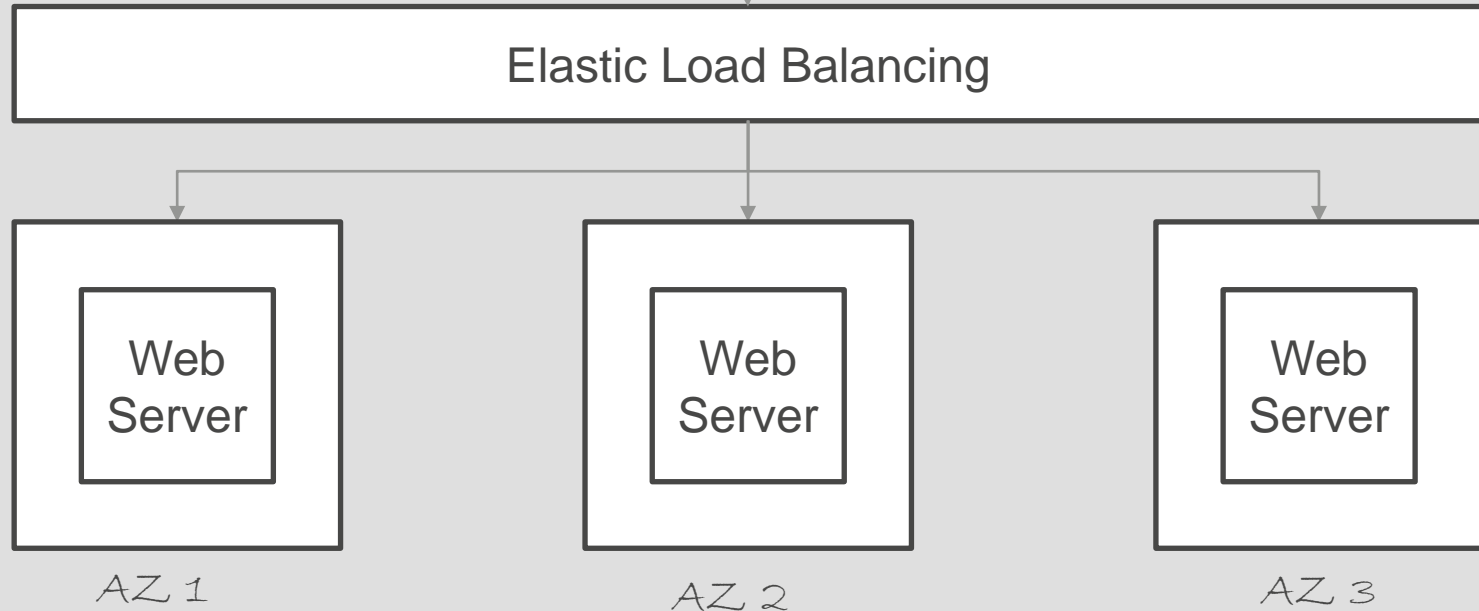 Elastic Load Balancing
Web
Server
Web
Server
Web
Server
AZ 1
AZ 2
AZ 3